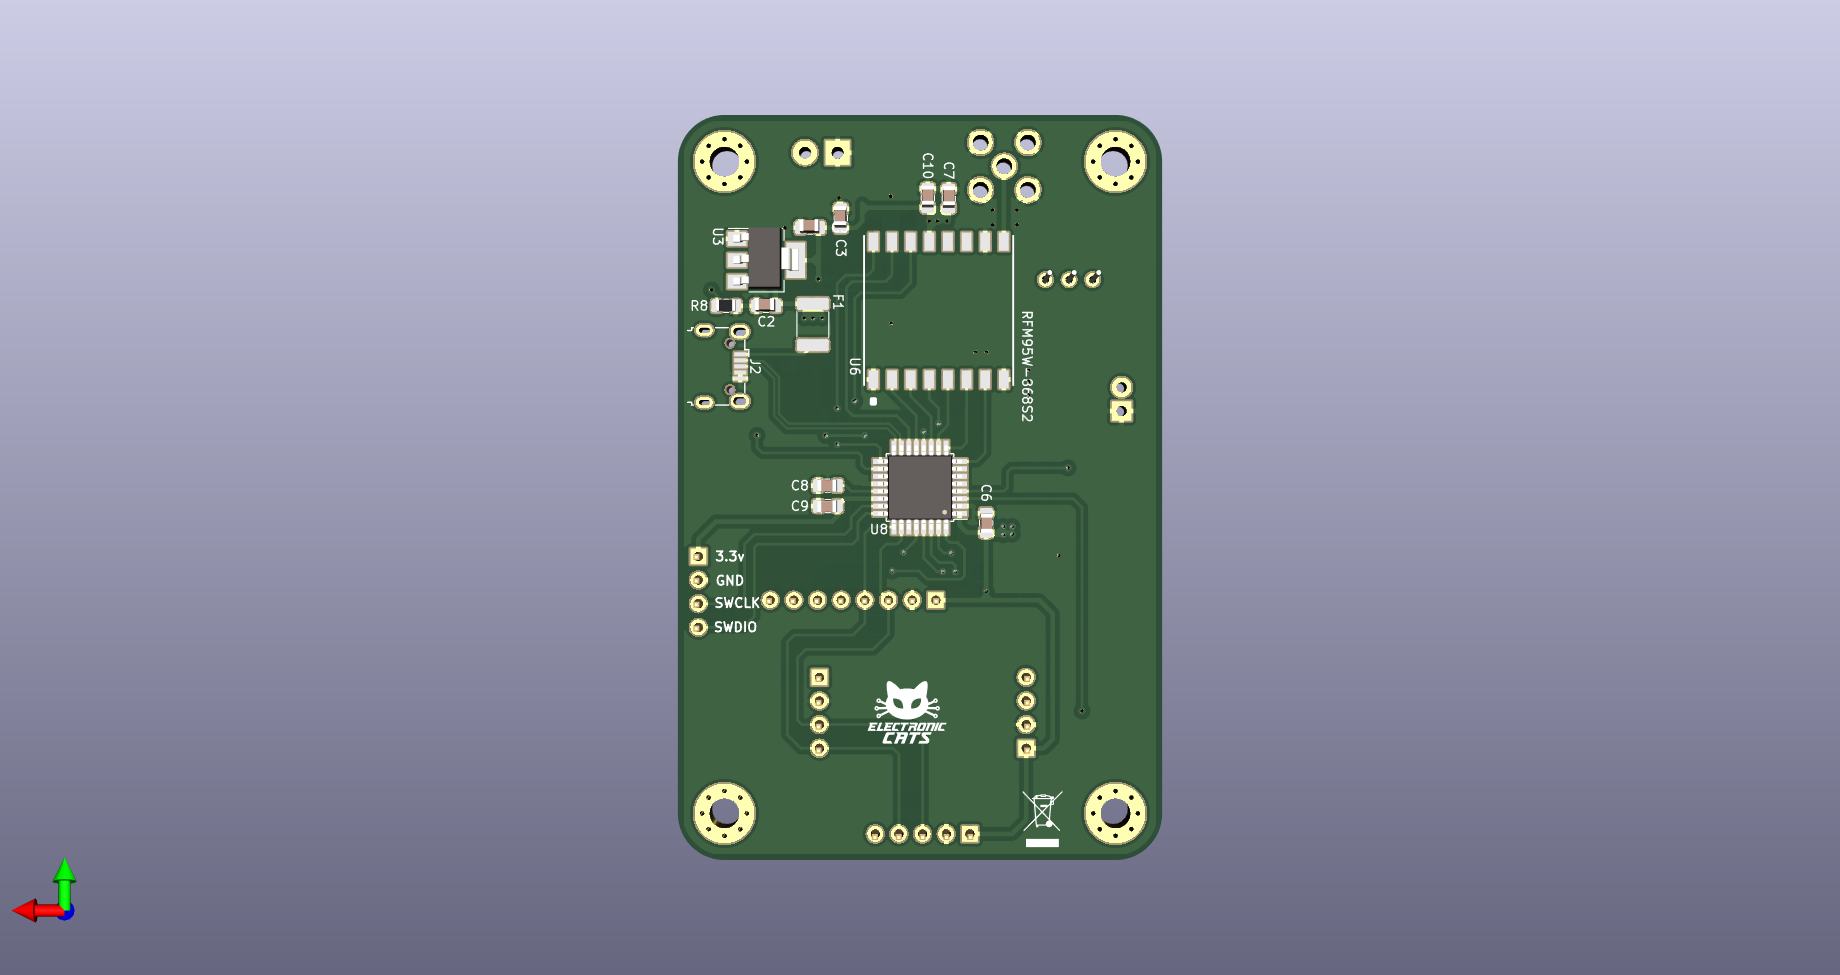 C10
C7
U3
C3
R8
C2
F1
J2
U6
RFM95W-868S2
C8
C9
C6
U8
3.3v
GND
SWCLK
SWDIO
ELECTRONIC
CATS